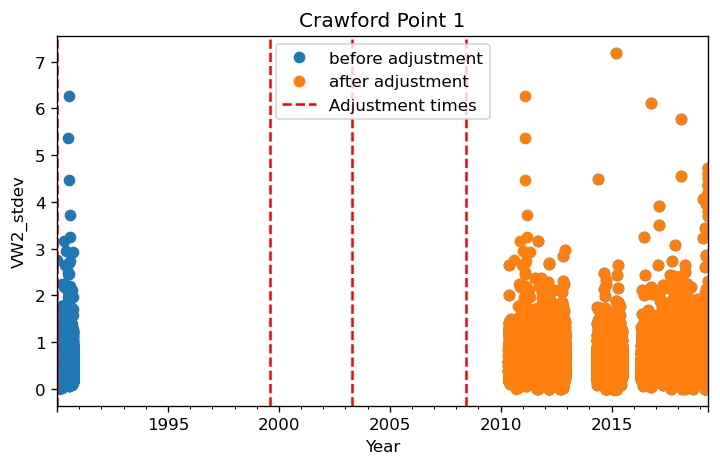 Crawford Point 1
before adjustment
after adjustment
Adjustment times
VW2_stdev
7
6
5
4
3
2
1
0
1995
2000
2005
2010
2015
Year